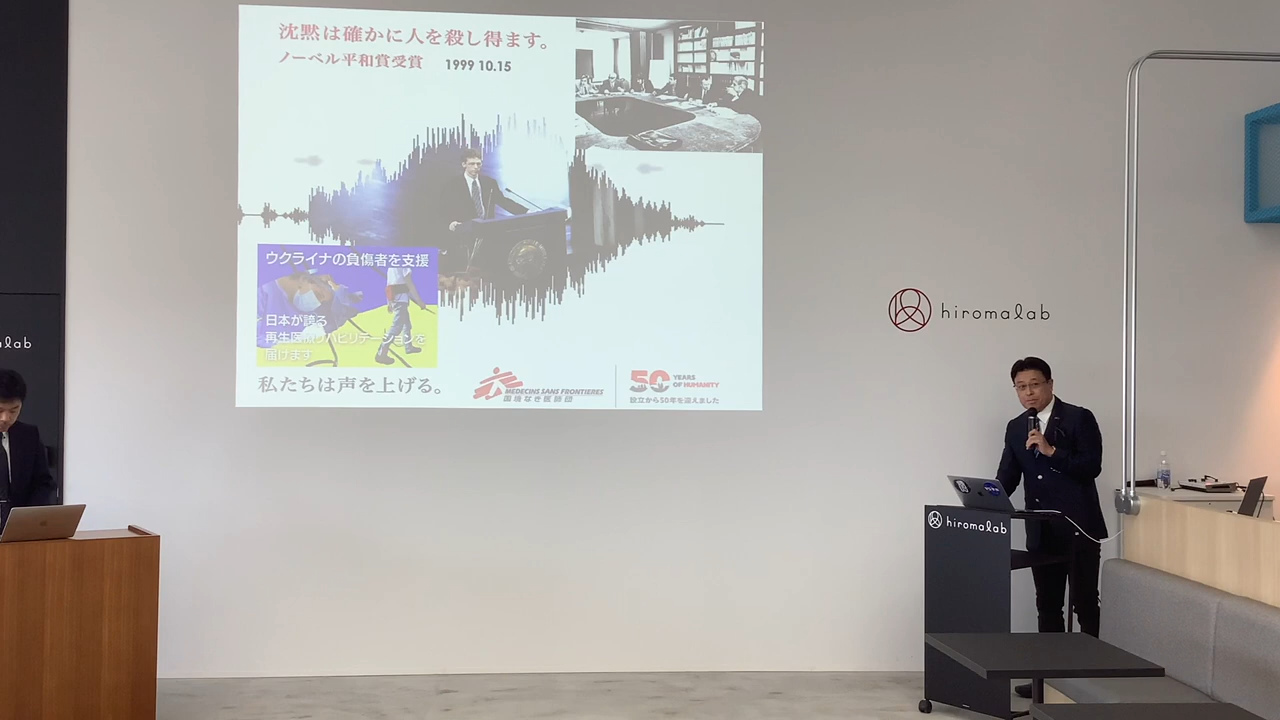 沈黙は確かに人を殺し得ます。
ノーベル平和賞受賞 1999 10.15
ウクライナの負傷者を支援
日本が誇る
再生医療リハビリテーションを
届けます
私たちは声を上げる。
MEDECINS SANS FRONTIERES
国境なき医師団
50 YEARS
OF HUMANITY
設立から50年を迎えました
hiromalab
alab
hiromalab